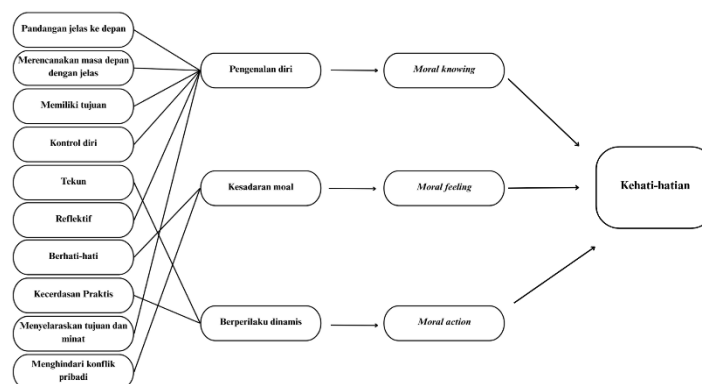 Pandangan jelas ke depan
Merencanakan masa depan
dengan jelas
Memiliki tujuan
Kontrol diri
Tekun
Reflektif
Berhati-hati
Kecerdasan Praktis
Menyelaraskan tujuan dan
minat
Menghindari konflik
pribadi
Pengenalan diri
Kesadaran moal
Berperilaku dinamis
Moral knowing
Moral feeling
Moral action
Kehati-hatian